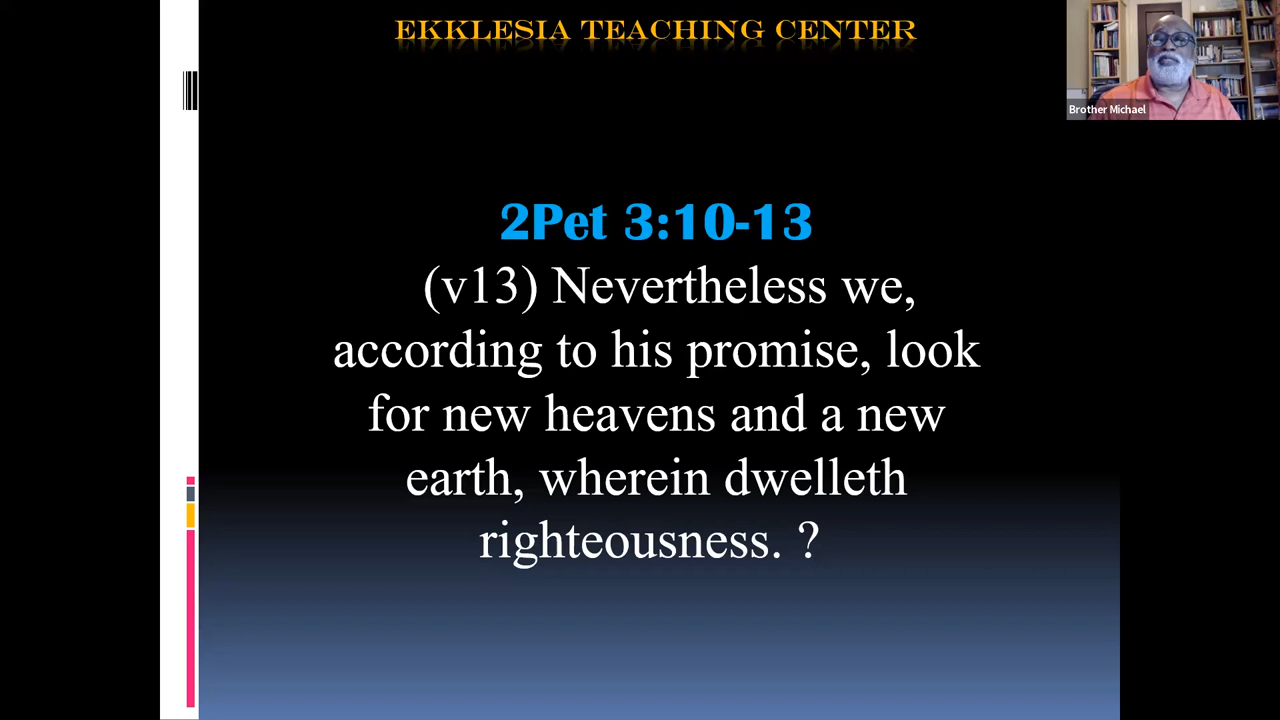 EKKLESIA TEACHING CENTER
Brother Michael
2Pet 3:10-13
(v13) Nevertheless we,
according to his promise, look
for new heavens and a new
earth, wherein dwelleth
righteousness. ?